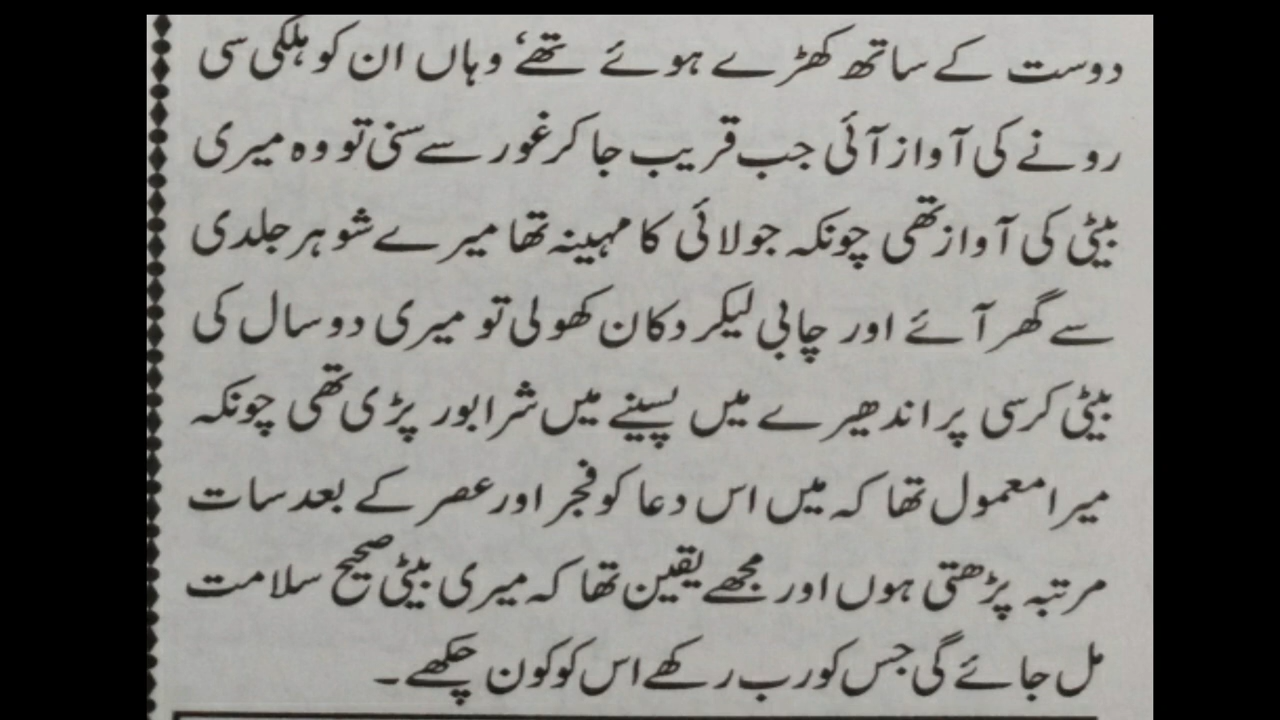 دوست کے ساتھ کھڑے ہوئے تھے‘ وہاں ان کو ہلکی سی
رونے کی آواز آئی جب قریب جا کر غور سے سنی تو وہ میری
بیٹی کی آواز تھی چونکہ جولائی کا مہینہ تھا میرے شوہر جلدی
سے گھر آئے اور چابی لیکر دکان کھولی تو میری دو سال کی
بیٹی کرسی پر اندھیرے میں پسینے میں شرابور پڑی تھی چونکہ
میرا معمول تھا کہ میں اس دعا کو فجر اور عصر کے بعد سات
مرتبہ پڑھتی ہوں اور مجھے یقین تھا کہ میری بیٹی صحیح سلامت
مل جائے گی جس کو رب رکھے اس کو کون چکھے۔